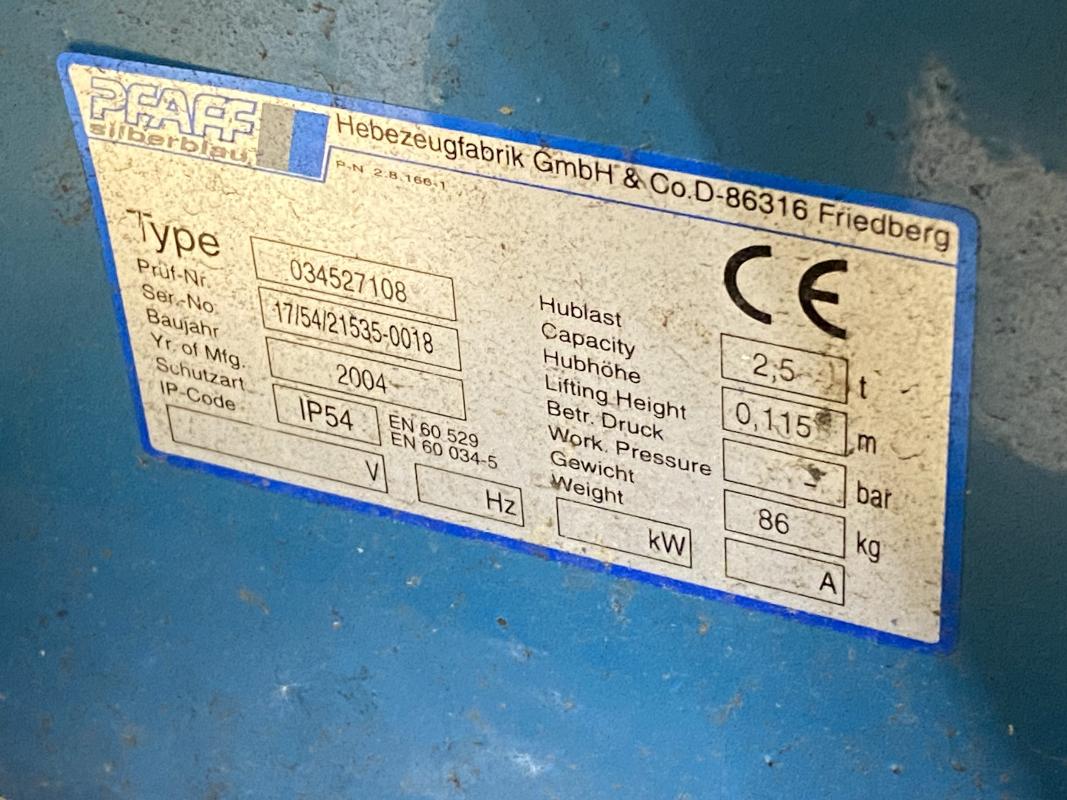 PFAFF
silberblau
Hebezeugfabrik GmbH & Co.D-86316 Friedberg
P-N 2.8.166-1
CE
Type 034527108
Prüf-Nr.
Ser.-No. 17/54/21535-0018
Baujahr
Yr. of Mfg. 2004
Schutzart
IP-Code IP54 EN 60 529
EN 60 034-5
V Hz
Hublast
Capacity 2,5 t
Hubhöhe
Lifting Height 0,115 m
Betr. Druck
Work. Pressure bar
Gewicht
Weight 86 kg
kW A